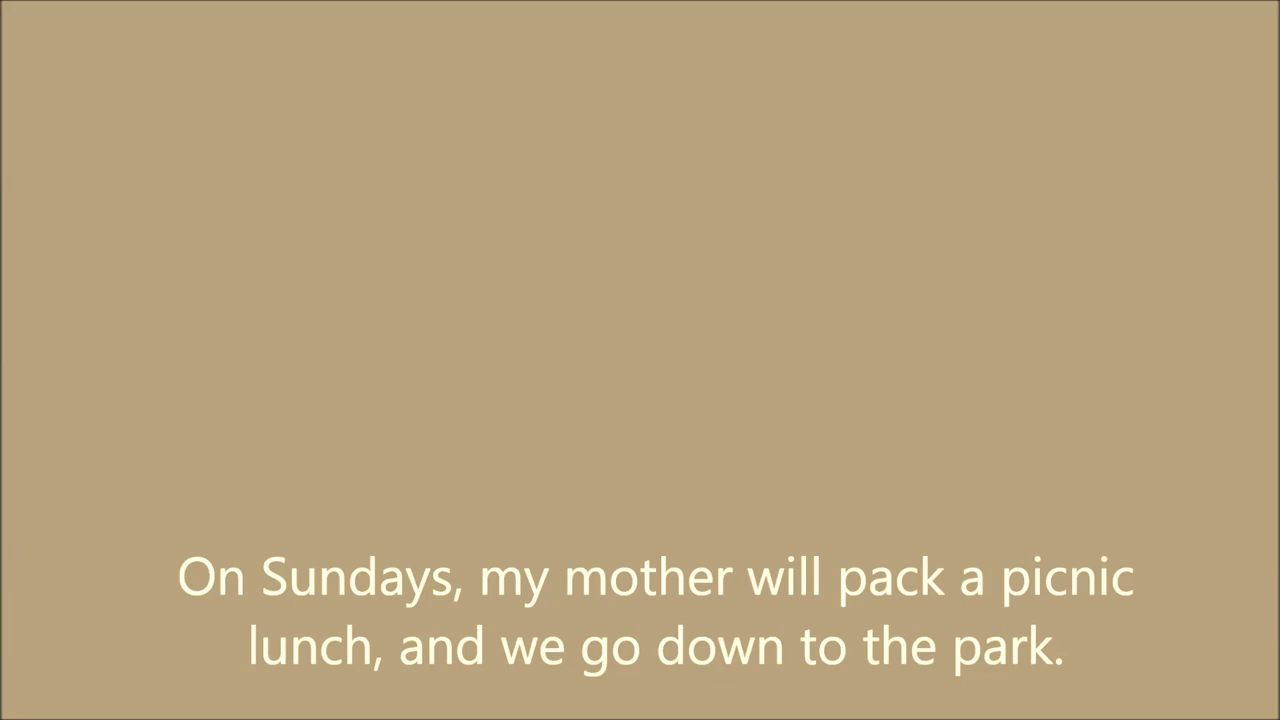 On Sundays, my mother will pack a picnic
lunch, and we go down to the park.